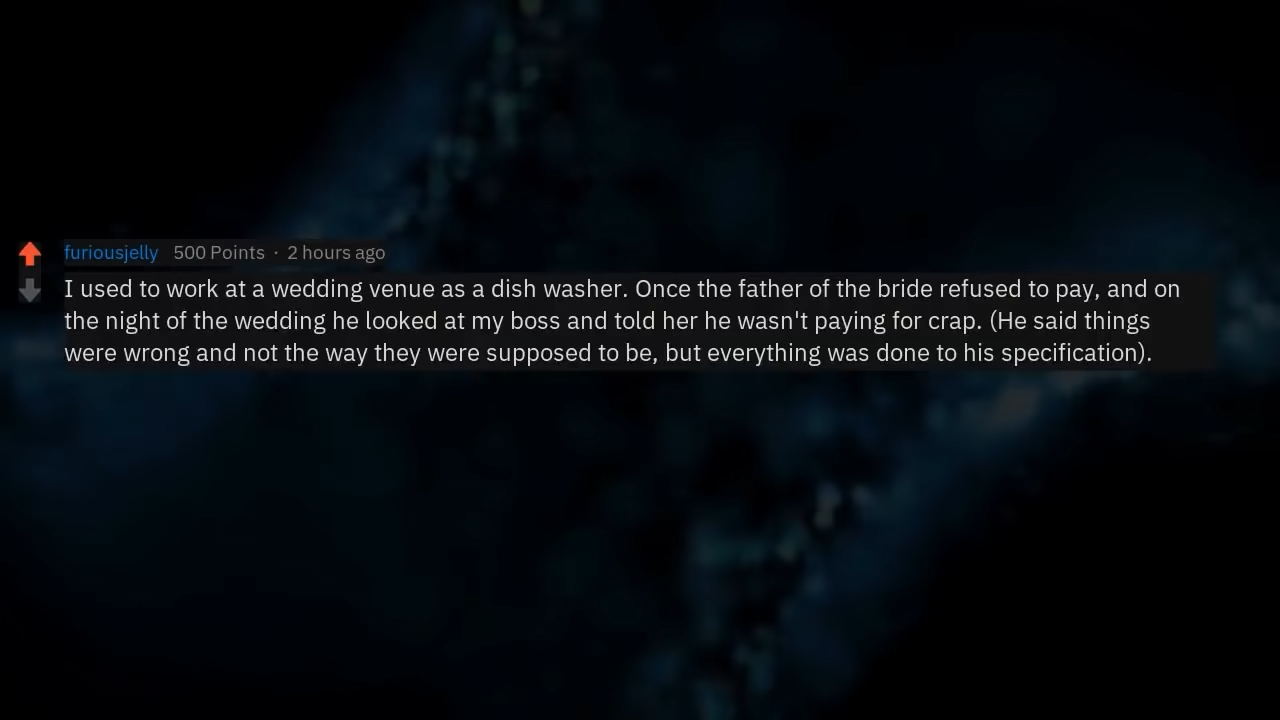 furiousjelly 500 Points · 2 hours ago
I used to work at a wedding venue as a dish washer. Once the father of the bride refused to pay, and on
the night of the wedding he looked at my boss and told her he wasn't paying for crap. (He said things
were wrong and not the way they were supposed to be, but everything was done to his specification).